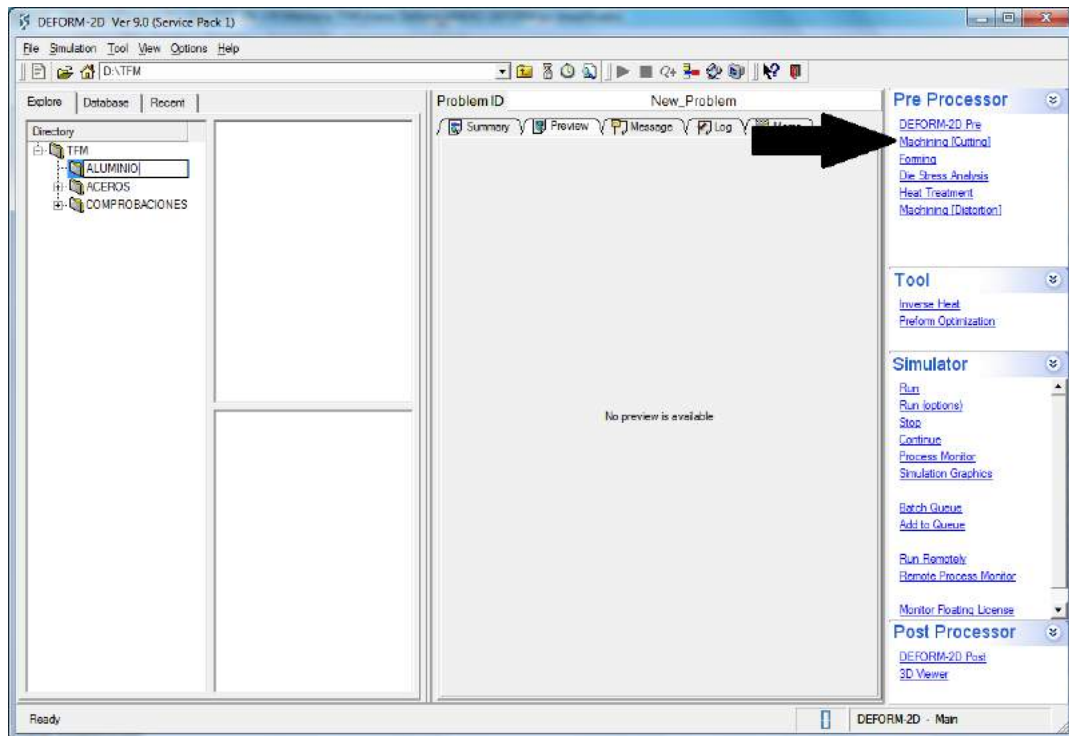 DEFORM-2D Ver 9.0 (Service Pack 1)
File Simulation Tool View Options Help
D:\TFM
Explore Database Recent
Directory
TFM
ALUMINIO
ACEROS
COMPROBACIONES
Problem ID New_Problem
Summary Preview Message Log Memo
No preview is available
Pre Processor
DEFORM-2D Pre
Machining [Cutting]
Forming
Die Stress Analysis
Heat Treatment
Machining [Distortion]
Tool
Inverse Heat
Preform Optimization
Simulator
Run
Run (options)
Stop
Continue
Process Monitor
Simulation Graphics
Batch Queue
Add to Queue
Run Remotely
Remote Process Monitor
Monitor Floating License
Post Processor
DEFORM-2D Post
3D Viewer
Ready
DEFORM-2D - Main